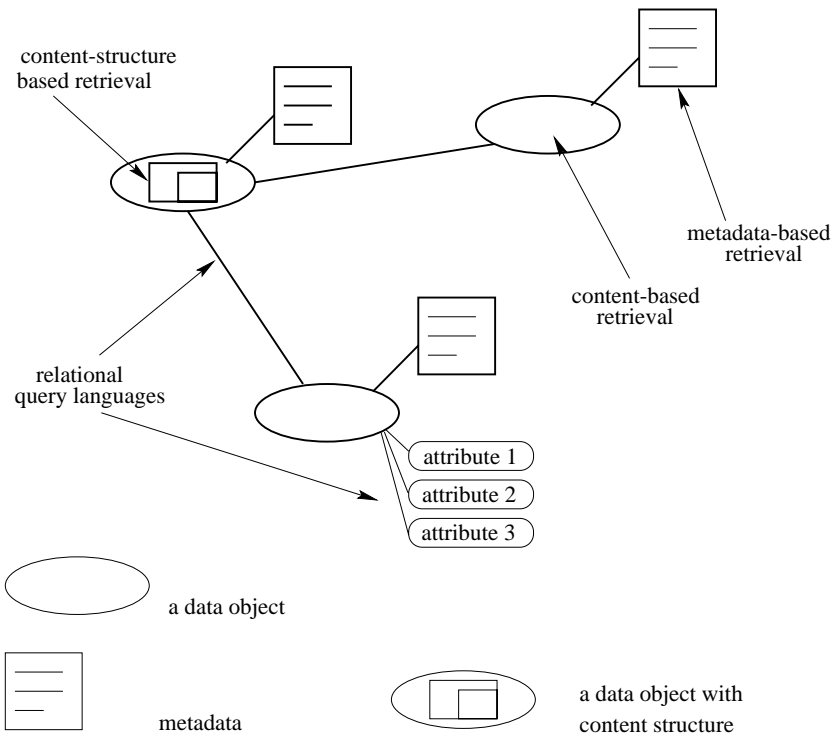 content-structure
based retrieval
metadata-based
retrieval
content-based
retrieval
relational
query languages
attribute 1
attribute 2
attribute 3
a data object
metadata
a data object with
content structure